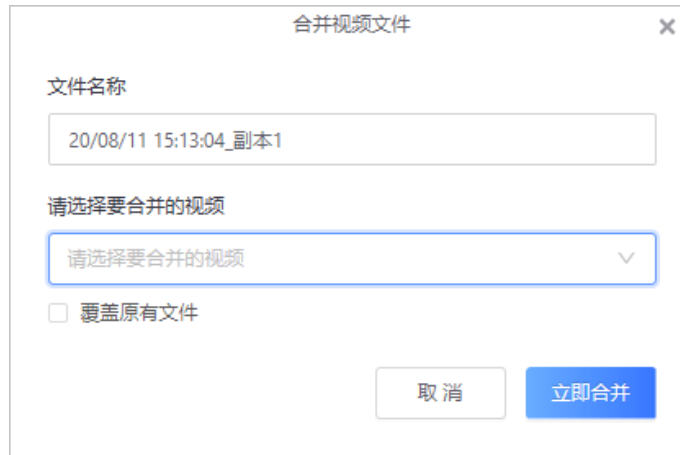 合并视频文件
文件名称
20/08/11 15:13:04_副本1
请选择要合并的视频
请选择要合并的视频
覆盖原有文件
取 消
立即合并